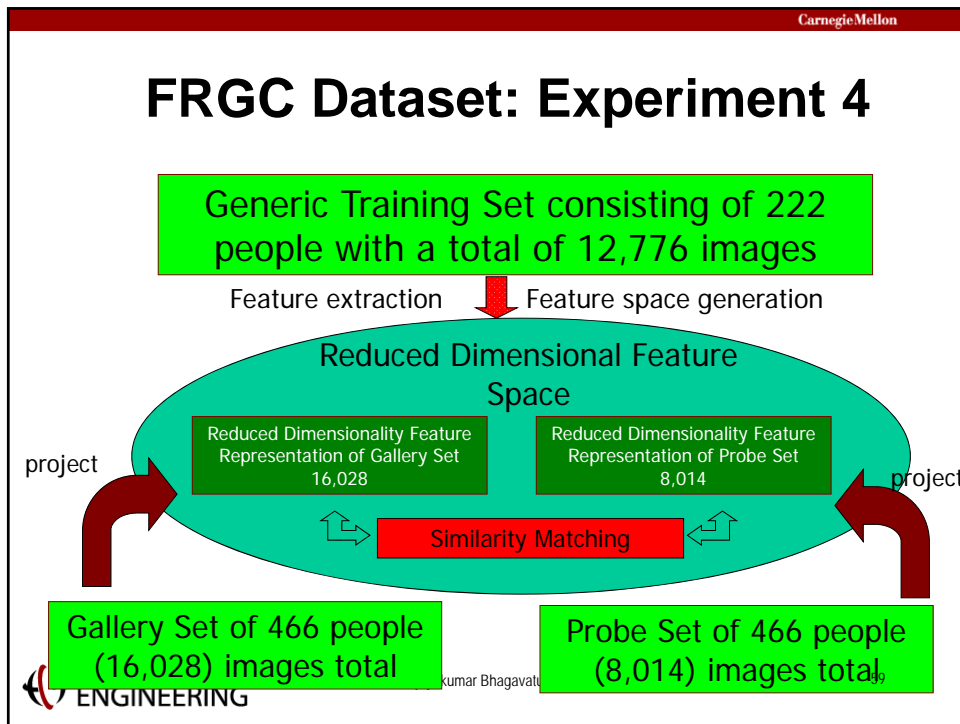 Carnegie Mellon
FRGC Dataset: Experiment 4
Generic Training Set consisting of 222
people with a total of 12,776 images
Feature extraction
Feature space generation
Reduced Dimensional Feature
Space
Reduced Dimensionality Feature
Representation of Gallery Set
16,028
Reduced Dimensionality Feature
Representation of Probe Set
8,014
project
project
Similarity Matching
Gallery Set of 466 people
(16,028) images total
Probe Set of 466 people
(8,014) images total
59
kumar
ENGINEERING